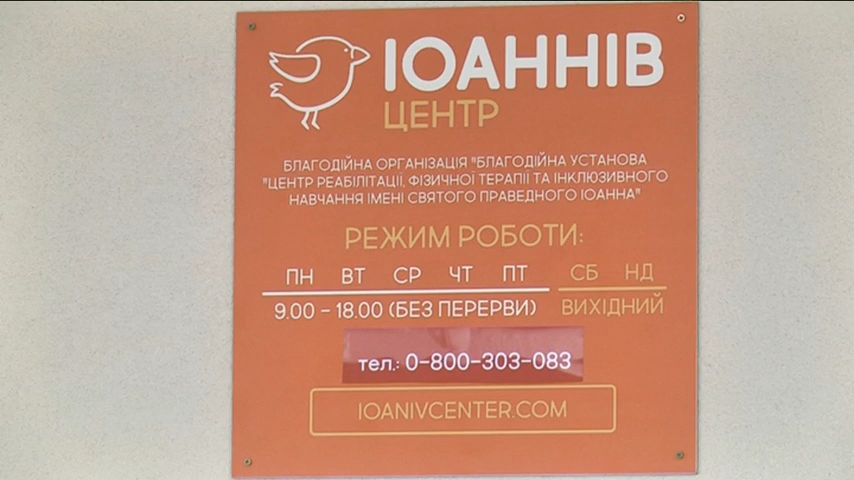 ІОАННІВ
ЦЕНТР
БЛАГОДІЙНА ОРГАНІЗАЦІЯ "БЛАГОДІЙНА УСТАНОВА
"ЦЕНТР РЕАБІЛІТАЦІЇ, ФІЗИЧНОЇ ТЕРАПІЇ ТА ІНКЛЮЗИВНОГО
НАВЧАННЯ ІМЕНІ СВЯТОГО ПРАВЕДНОГО ІОАННА"
РЕЖИМ РОБОТИ:
ПН ВТ СР ЧТ ПТ СБ НД
9.00 - 18.00 (БЕЗ ПЕРЕРВИ) ВИХІДНИЙ
тел.: 0-800-303-083
IOANIVCENTER.COM